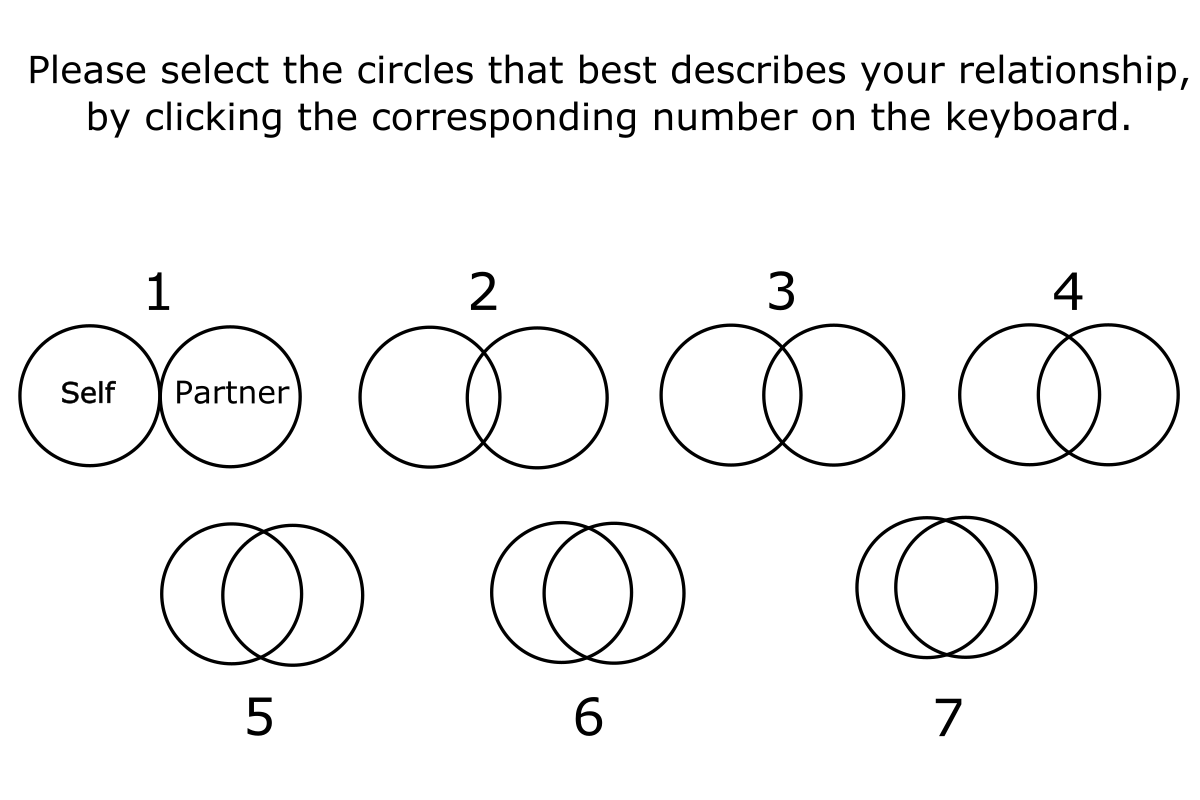 Please select the circles that best describes your relationship,
by clicking the corresponding number on the keyboard.
1 2 3 4
Self Partner
5 6 7